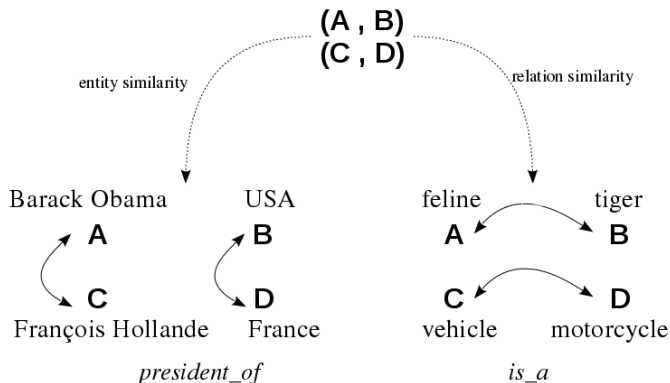 (A , B)
(C , D)
entity similarity
relation similarity
Barack Obama USA feline tiger
A B A B
C D C D
François Hollande France vehicle motorcycle
president_of is_a